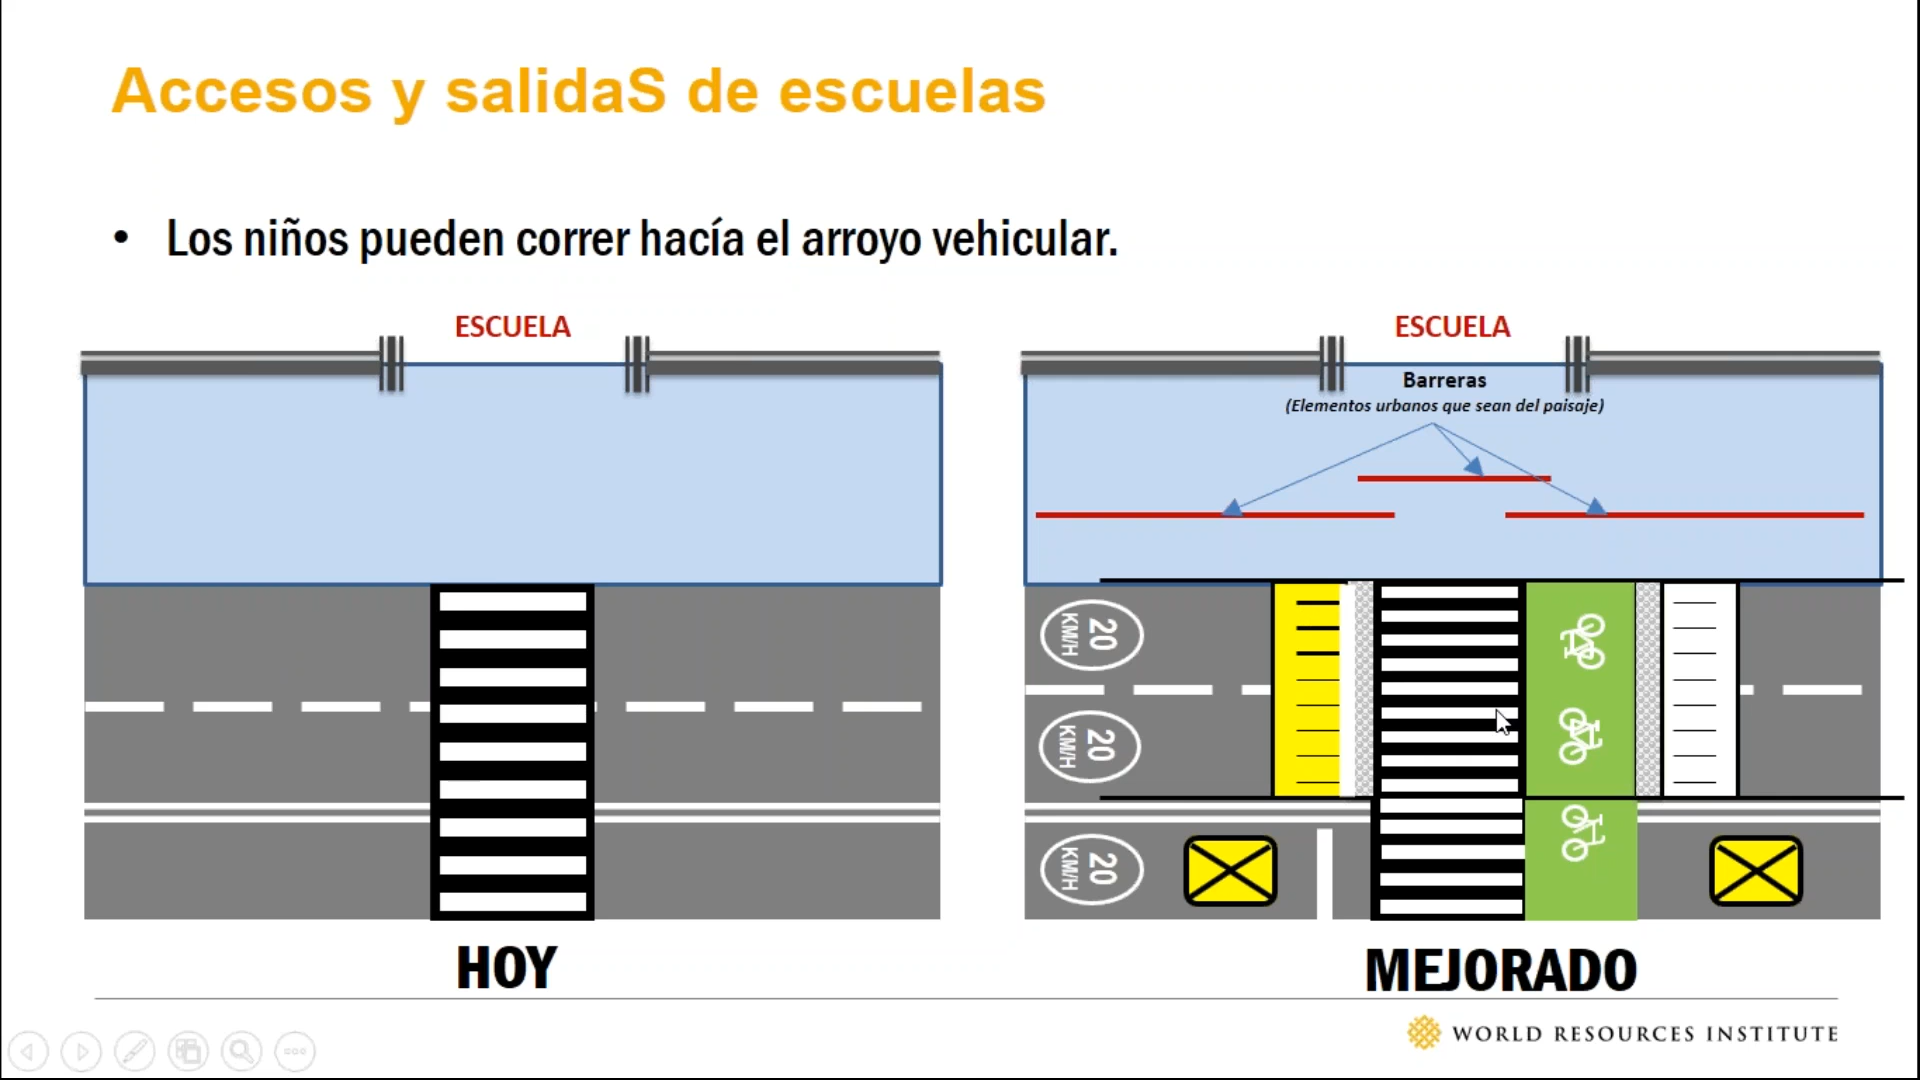 Accesos y salidaS de escuelas
• Los niños pueden correr hacía el arroyo vehicular.
ESCUELA
HOY
ESCUELA
Barreras
(Elementos urbanos que sean del paisaje)
20
KM/H
20
KM/H
20
KM/H
MEJORADO
WORLD RESOURCES INSTITUTE